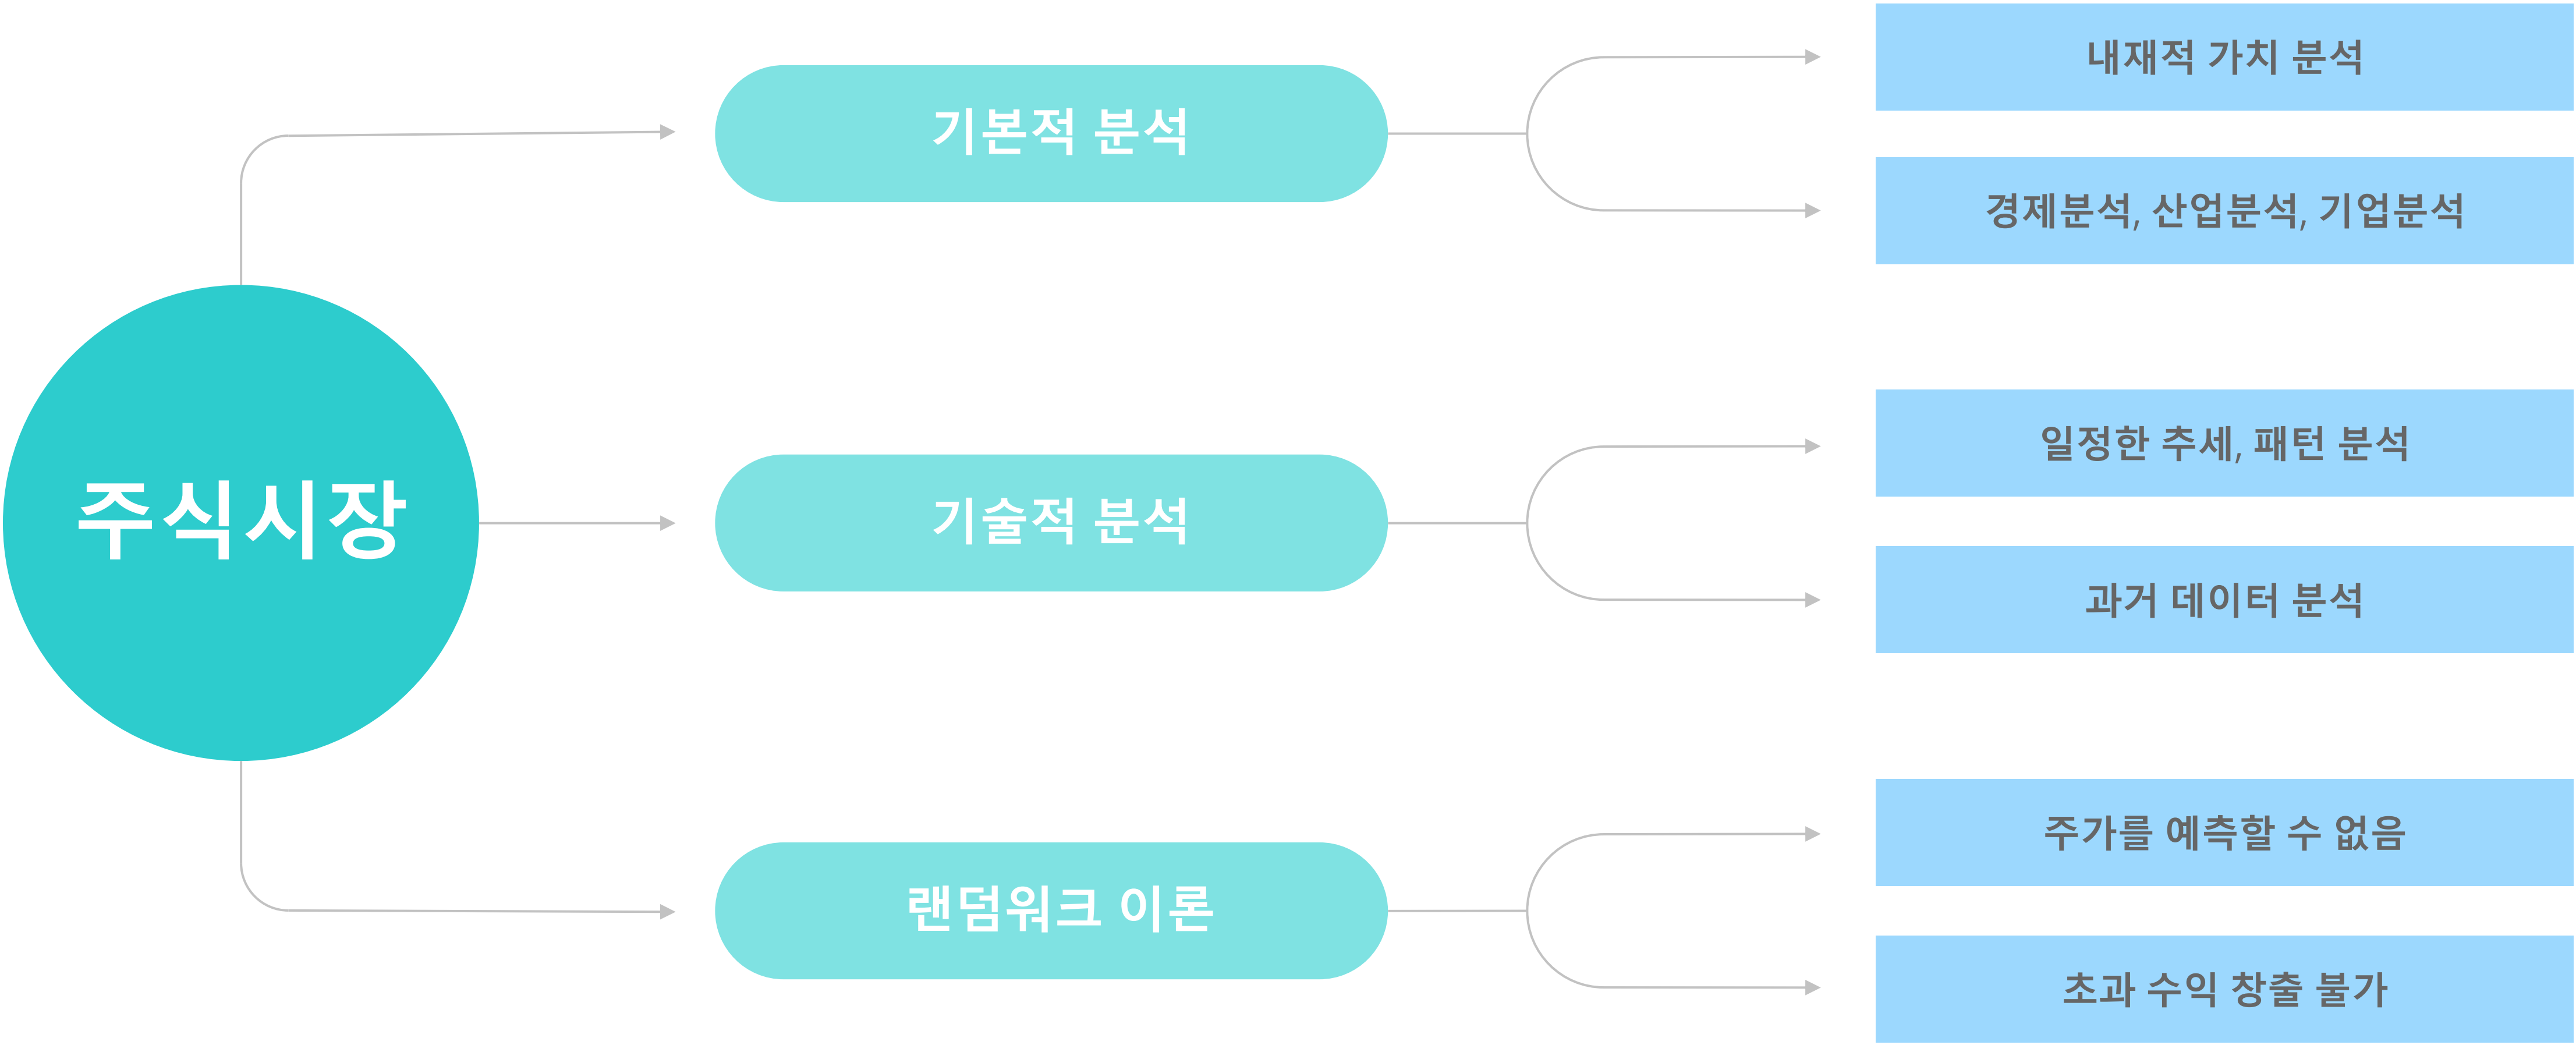 주식시장
기본적 분석
내재적 가치 분석
경제분석, 산업분석, 기업분석
기술적 분석
일정한 추세, 패턴 분석
과거 데이터 분석
랜덤워크 이론
주가를 예측할 수 없음
초과 수익 창출 불가